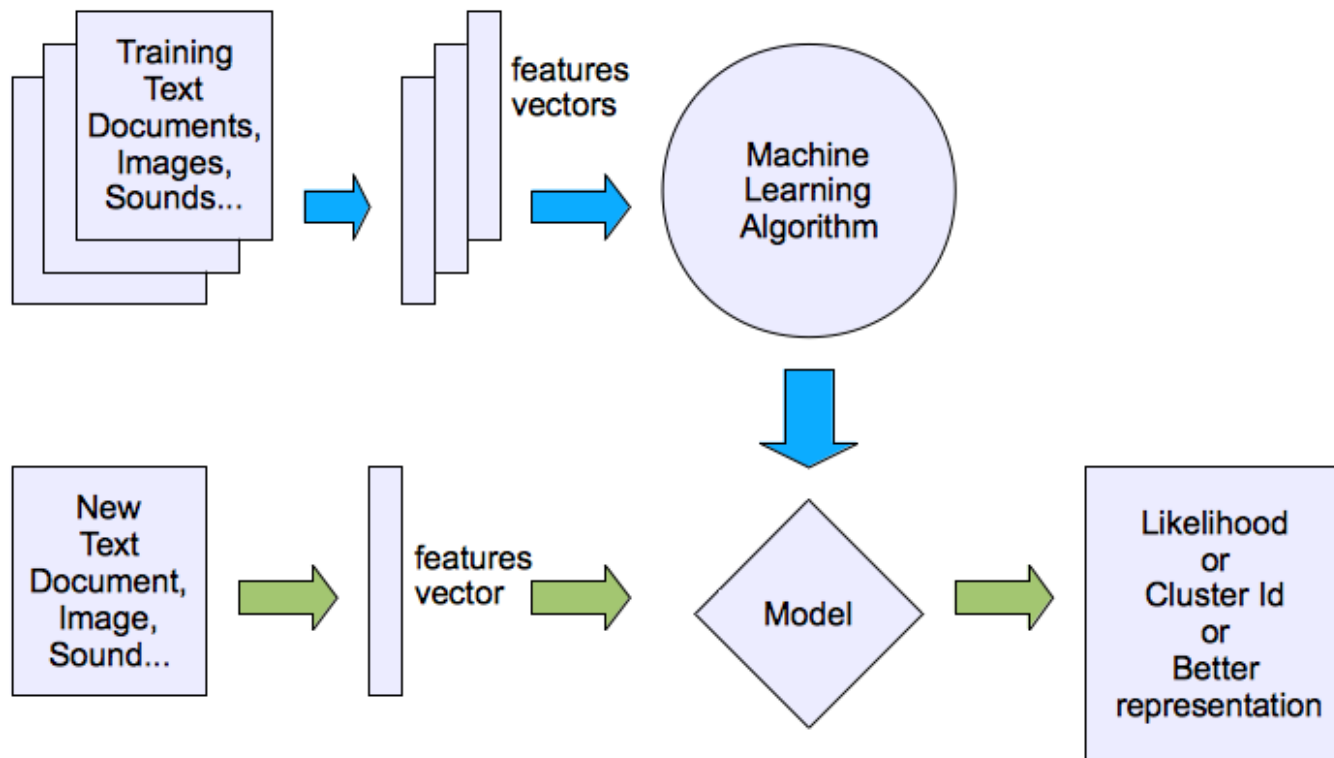 Training
Text
Documents,
Images,
Sounds...
features
vectors
Machine
Learning
Algorithm
New
Text
Document,
Image,
Sound...
features
vector
Model
Likelihood
or
Cluster Id
or
Better
representation